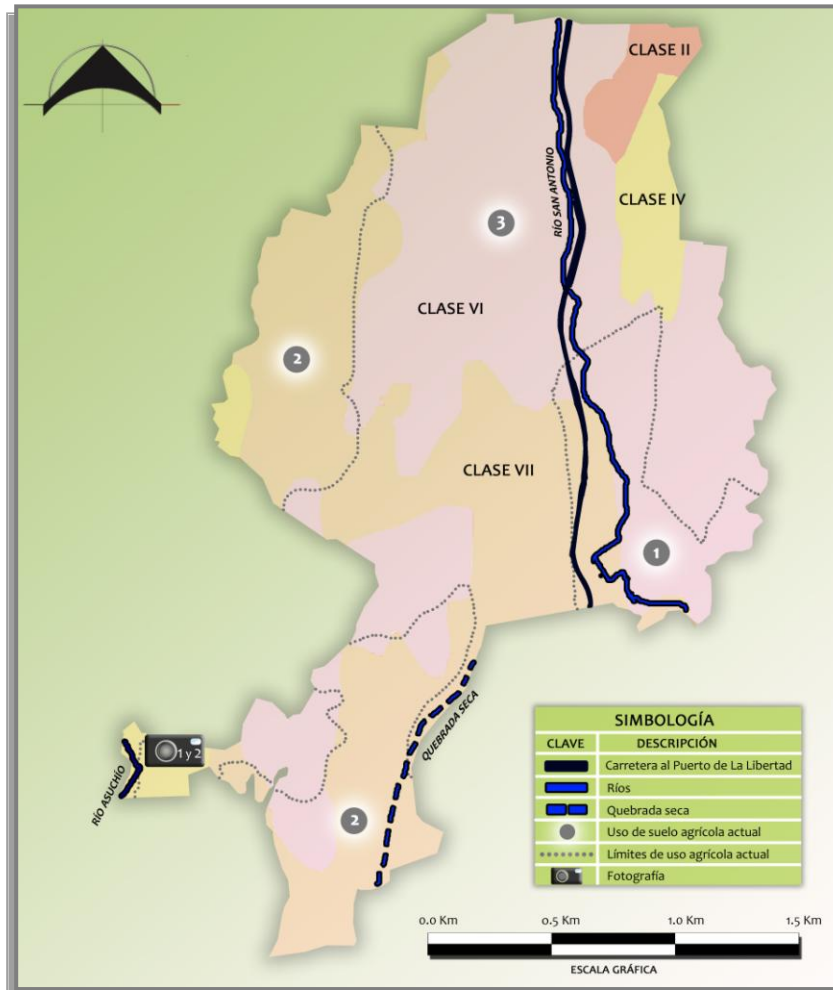 CLASE II
CLASE IV
RÍO SAN ANTONIO
3
CLASE VI
2
CLASE VII
1
QUEBRADA SECA
1 y 2
RÍO ASUCHÍO
2
SIMBOLOGÍA
CLAVE DESCRIPCIÓN
Carretera al Puerto de La Libertad
Ríos
Quebrada seca
Uso de suelo agrícola actual
Límites de uso agrícola actual
Fotografía
0.0 Km 0.5 Km 1.0 Km 1.5 Km
ESCALA GRÁFICA